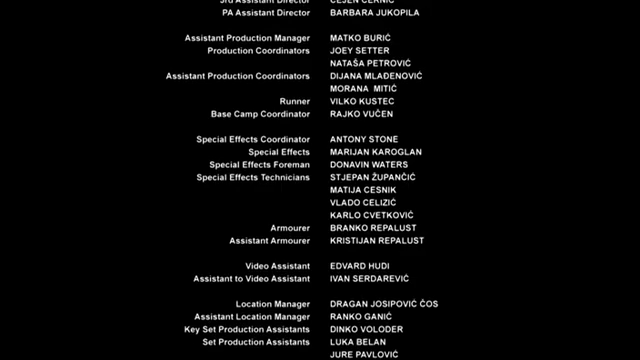 3rd Assistant Director ČEJEN ČERNIĆ
PA Assistant Director BARBARA JUKOPILA
Assistant Production Manager MATKO BURIĆ
Production Coordinators JOEY SETTER
NATAŠA PETROVIĆ
Assistant Production Coordinators DIJANA MLAĐENOVIĆ
MORANA MITIĆ
Runner VILKO KUSTEC
Base Camp Coordinator RAJKO VUČEN
Special Effects Coordinator ANTONY STONE
Special Effects MARIJAN KAROGLAN
Special Effects Foreman DONAVIN WATERS
Special Effects Technicians STJEPAN ŽUPANČIĆ
MATIJA CESNIK
VLADO CELIZIĆ
KARLO CVETKOVIĆ
Armourer BRANKO REPALUST
Assistant Armourer KRISTIJAN REPALUST
Video Assistant EDVARD HUDI
Assistant to Video Assistant IVAN SERDAREVIĆ
Location Manager DRAGAN JOSIPOVIĆ ČOS
Assistant Location Manager RANKO GANIĆ
Key Set Production Assistants DINKO VOLODER
Set Production Assistants LUKA BELAN
JURE PAVLOVIĆ